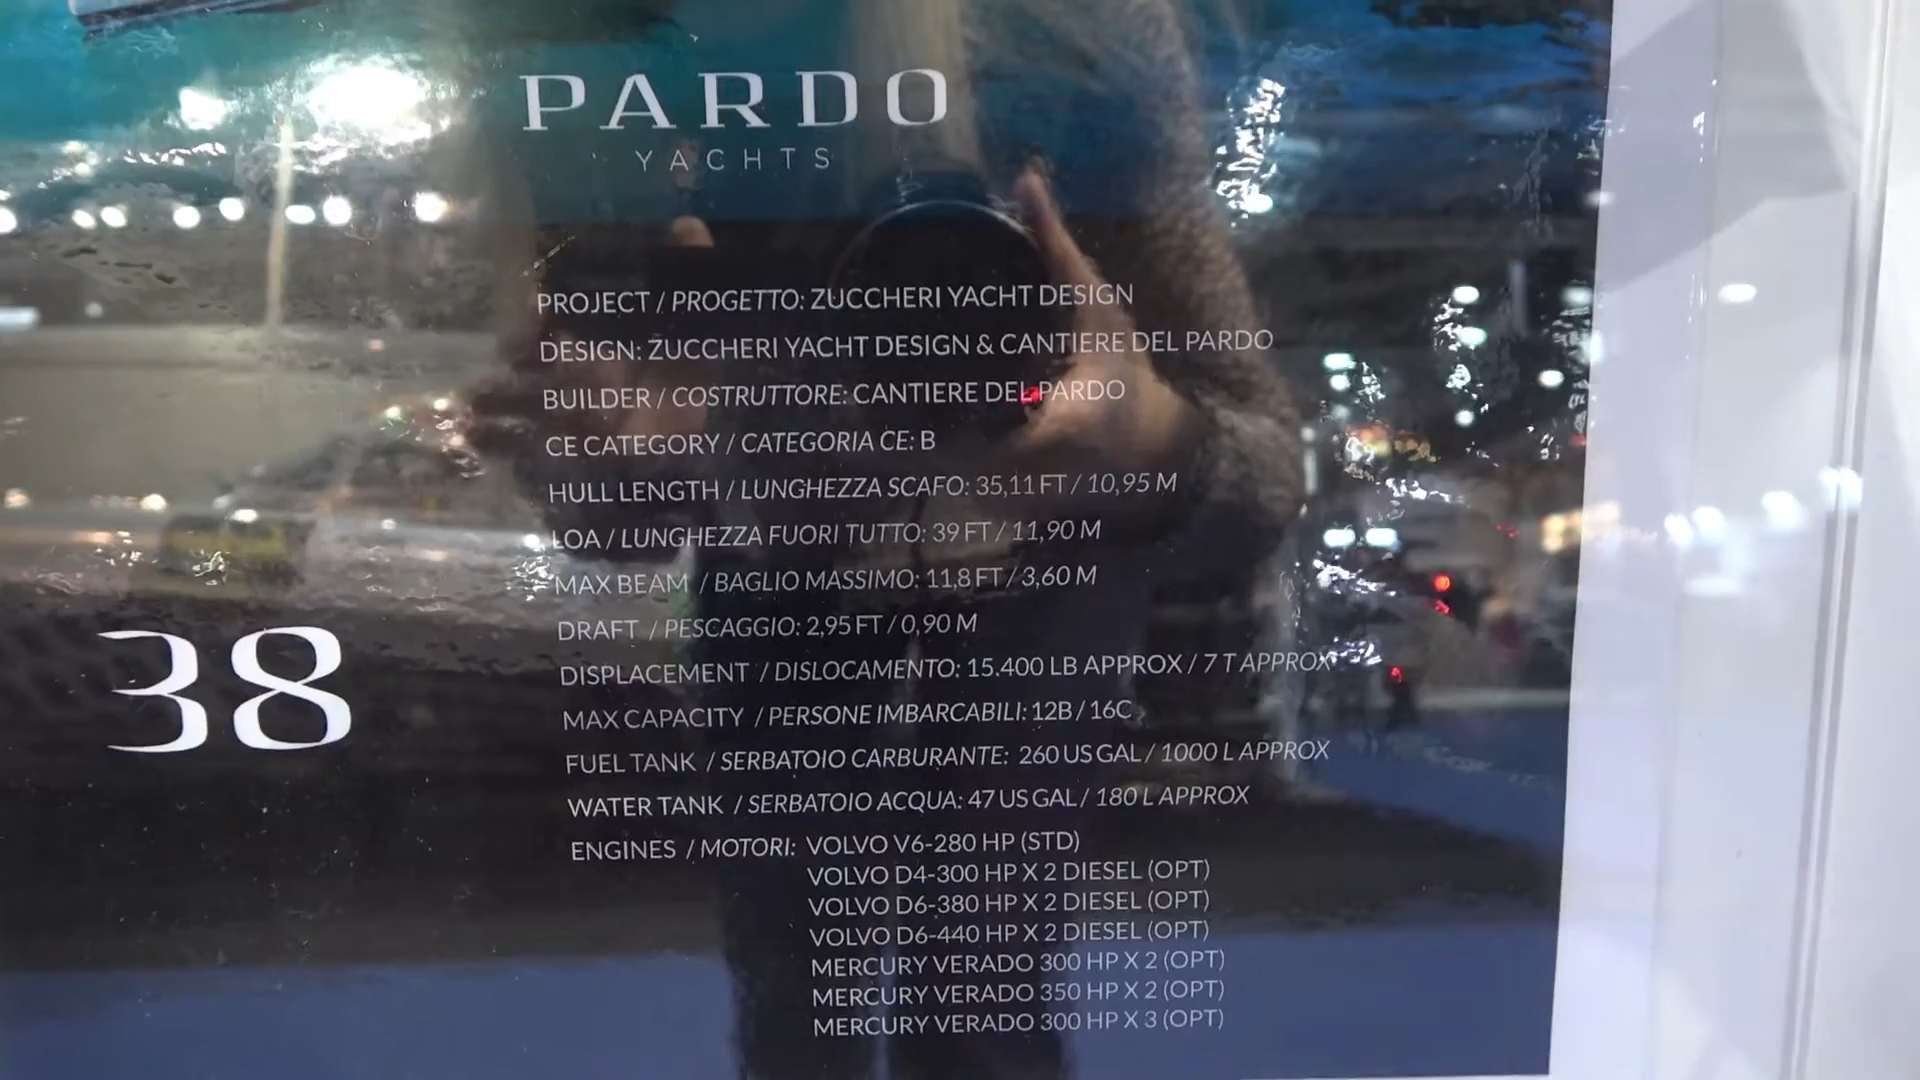 PARDO
YACHTS
PROJECT / PROGETTO: ZUCCHERI YACHT DESIGN
DESIGN: ZUCCHERI YACHT DESIGN & CANTIERE DEL PARDO
BUILDER / COSTRUTTORE: CANTIERE DEL PARDO
CE CATEGORY / CATEGORIA CE: B
HULL LENGTH / LUNGHEZZA SCAFO: 35,11 FT / 10,95 M
LOA / LUNGHEZZA FUORI TUTTO: 39 FT / 11,90 M
MAX BEAM / BAGLIO MASSIMO: 11,8 FT / 3,60 M
DRAFT / PESCAGGIO: 2,95 FT / 0,90 M
DISPLACEMENT / DISLOCAMENTO: 15.400 LB APPROX / 7 T APPROX
MAX CAPACITY / PERSONE IMBARCABILI: 12B / 16C
FUEL TANK / SERBATOIO CARBURANTE: 260 US GAL / 1000 L APPROX
WATER TANK / SERBATOIO ACQUA: 47 US GAL / 180 L APPROX
ENGINES / MOTORI: VOLVO V6-280 HP (STD)
VOLVO D4-300 HP X 2 DIESEL (OPT)
VOLVO D6-380 HP X 2 DIESEL (OPT)
VOLVO D6-440 HP X 2 DIESEL (OPT)
MERCURY VERADO 300 HP X 2 (OPT)
MERCURY VERADO 350 HP X 2 (OPT)
MERCURY VERADO 300 HP X 3 (OPT)
38